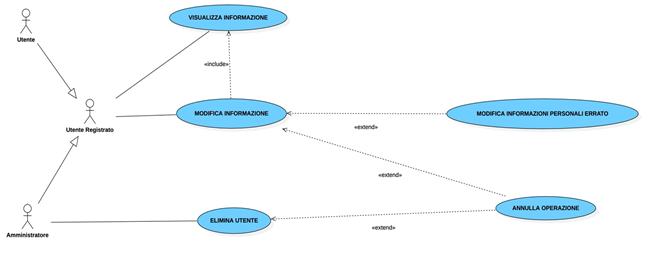 VISUALIZZA INFORMAZIONE
Utente
«include»
Utente Registrato
MODIFICA INFORMAZIONE
MODIFICA INFORMAZIONI PERSONALI ERRATO
«extend»
«extend»
Amministratore
ELIMINA UTENTE
ANNULLA OPERAZIONE
«extend»